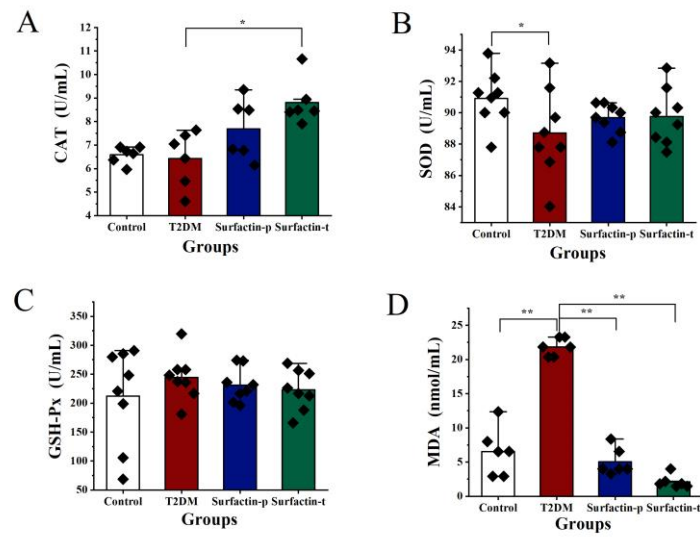 A
CAT (U/mL)
12
11
10
9
8
7
6
5
4
*
Control
T2DM
Surfactin-p
Surfactin-t
Groups
B
SOD (U/mL)
94
92
90
88
86
84
*
Control
T2DM
Surfactin-p
Surfactin-t
Groups
C
GSH-Px (U/mL)
350
300
250
200
150
100
50
Control
T2DM
Surfactin-p
Surfactin-t
Groups
D
MDA (nmol/mL)
25
20
15
10
5
0
**
**
**
Control
T2DM
Surfactin-p
Surfactin-t
Groups